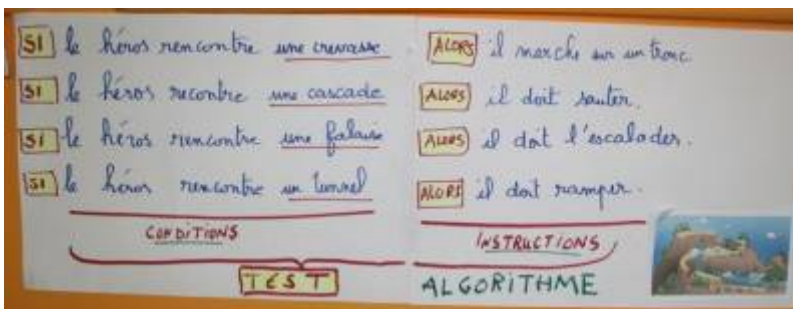 SI le héros rencontre une crevasse. ALORS il marche sur un tronc.
SI le héros recontre une cascade ALORS il doit sauter.
SI le héros rencontre une falaise ALORS il doit l'escalader.
SI le héros rencontre un tunnel ALORS il doit ramper.
CONDITIONS INSTRUCTIONS
TEST ALGORITHME